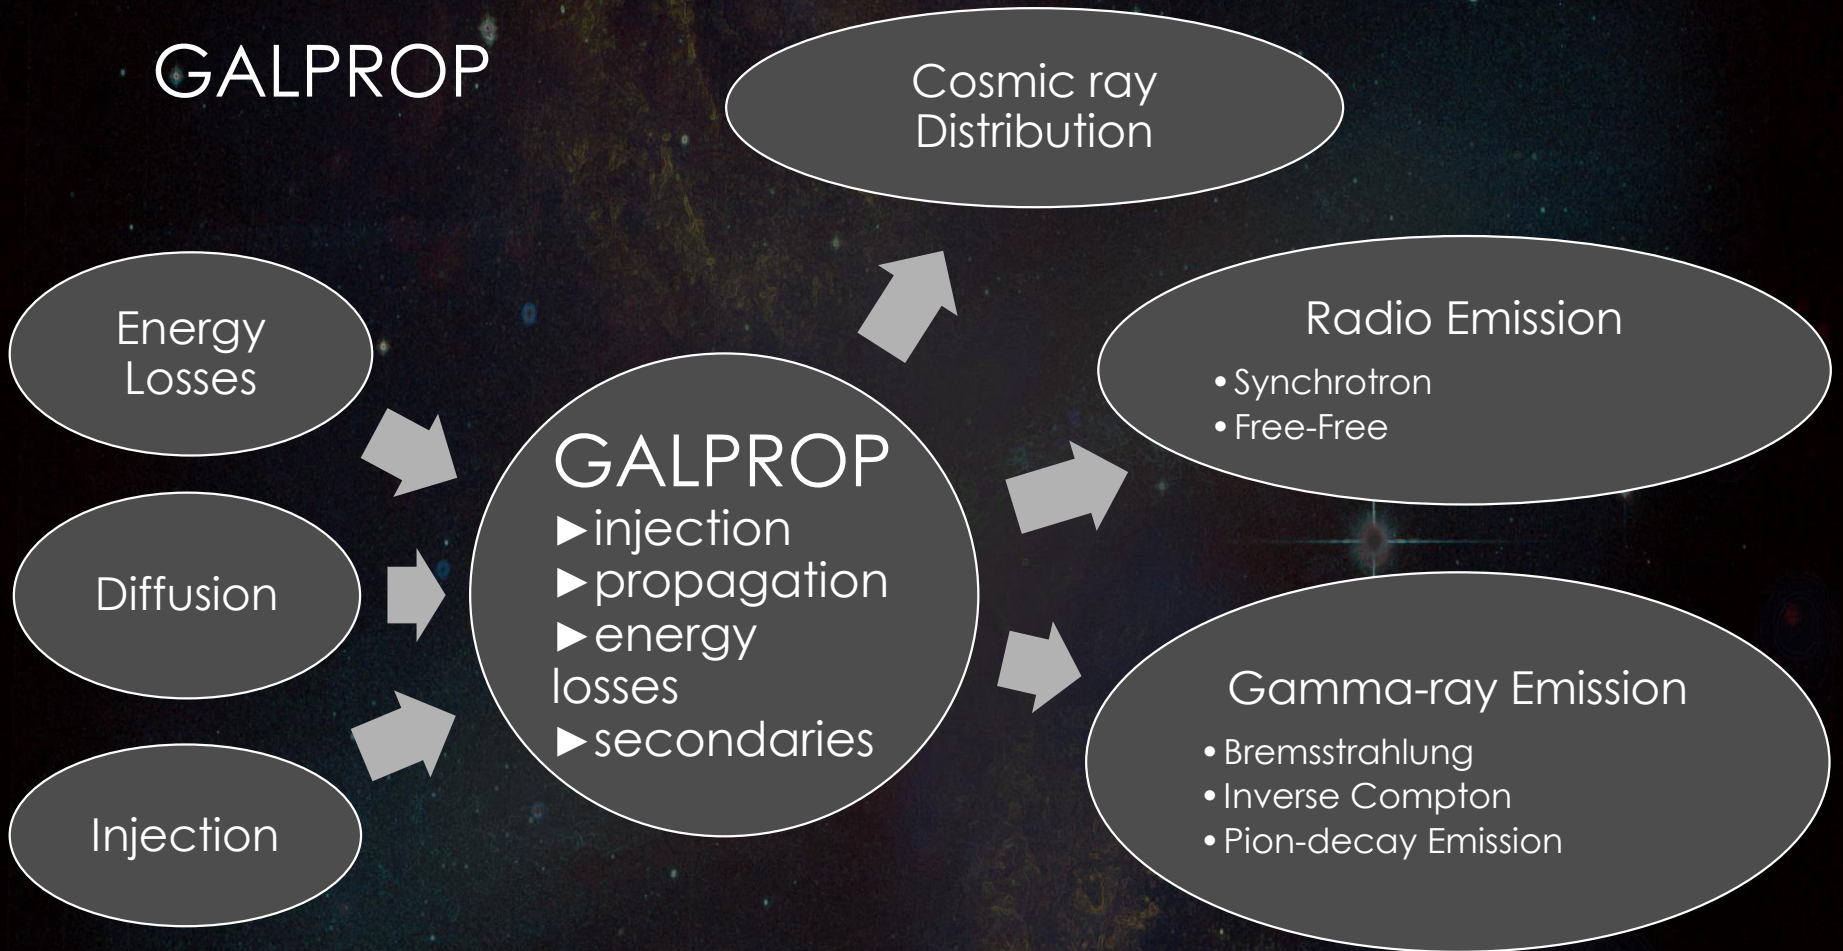 GALPROP
Cosmic ray
Distribution
Energy
Losses
Diffusion
Injection
GALPROP
►injection
►propagation
►energy
losses
►secondaries
Radio Emission
•Synchrotron
•Free-Free
Gamma-ray Emission
•Bremsstrahlung
•Inverse Compton
•Pion-decay Emission